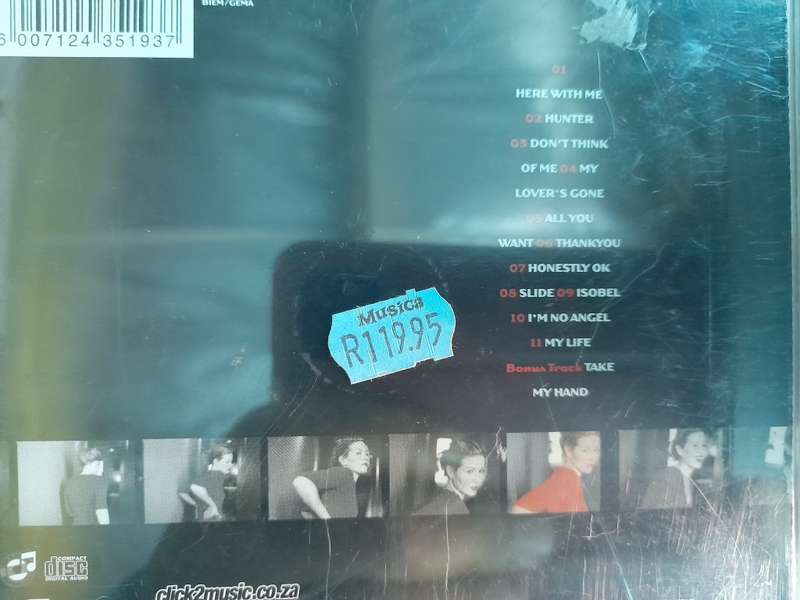 BIEM/GEMA
6 007124 351937
01
HERE WITH ME
02 HUNTER
03 DON'T THINK
OF ME 04 MY
LOVER'S GONE
05 ALL YOU
WANT 06 THANKYOU
07 HONESTLY OK
08 SLIDE 09 ISOBEL
10 I'M NO ANGEL
11 MY LIFE
Bonus Track TAKE
MY HAND
Musica
R119.95
COMPACT
disc
DIGITAL AUDIO
click2music.co.za